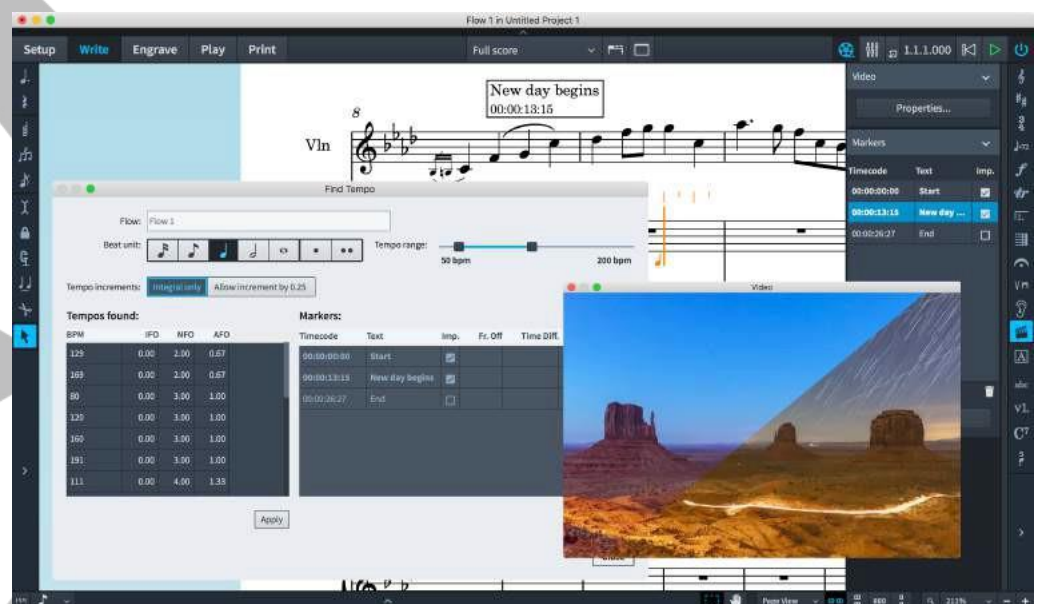 Flow 1 in Untitled Project 1
Setup Write Engrave Play Print
Full score
1.1.1.000
New day begins
00:00:13:15
8
Vln
Video
Properties...
Markers
Timecode Text Imp.
00:00:00:00 Start
00:00:13:15 New day ...
00:00:26:27 End
Find Tempo
Flow: Flow 1
Beat unit:
Tempo range:
50 bpm 200 bpm
Tempo increments: Integral only Allow increment by 0.25
Tempos found:
BPM IFO NFO AFO
129 0.00 2.00 0.67
169 0.00 2.00 0.67
80 0.00 3.00 1.00
120 0.00 3.00 1.00
160 0.00 3.00 1.00
191 0.00 3.00 1.00
111 0.00 4.00 1.33
Apply
Markers:
Timecode Text Imp. Fr. Off Time Diff.
00:00:00:00 Start
00:00:13:15 New day begins
00:00:26:27 End
Close
Video
A
abc
VI.
C7
Page View
211%